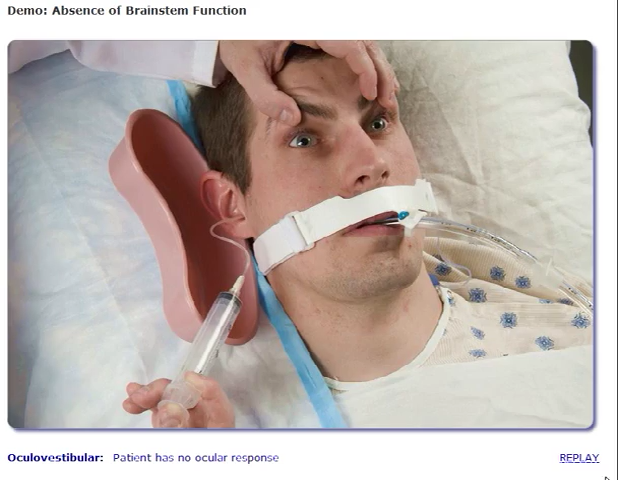 Demo: Absence of Brainstem Function
Oculovestibular: Patient has no ocular response
REPLAY